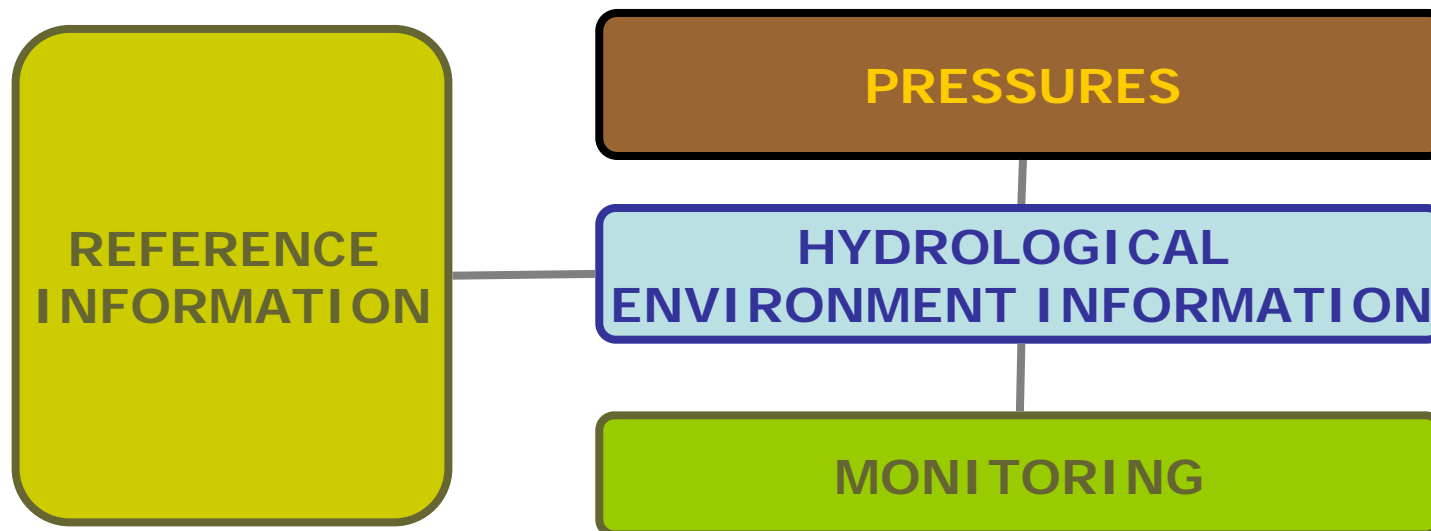 REFERENCE
INFORMATION
PRESSURES
HYDROLOGICAL
ENVIRONMENT INFORMATION
MONITORING